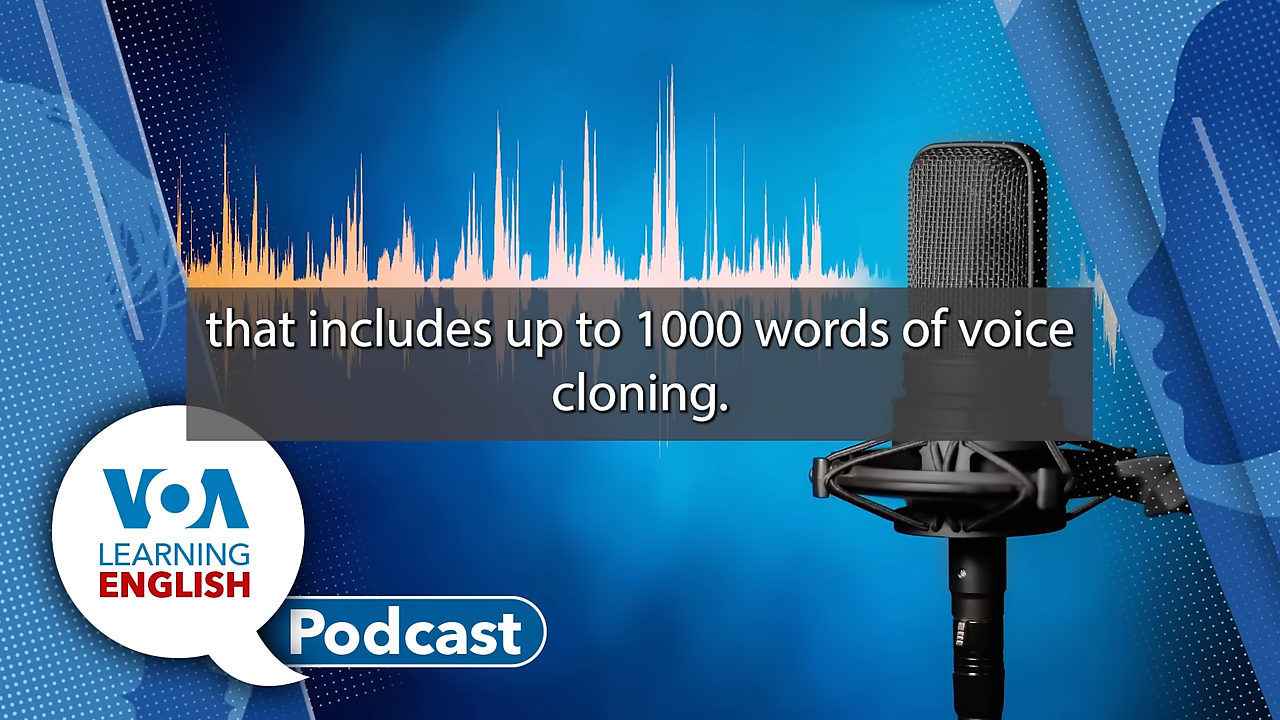 that includes up to 1000 words of voice
cloning.
VOA
LEARNING
ENGLISH
Podcast